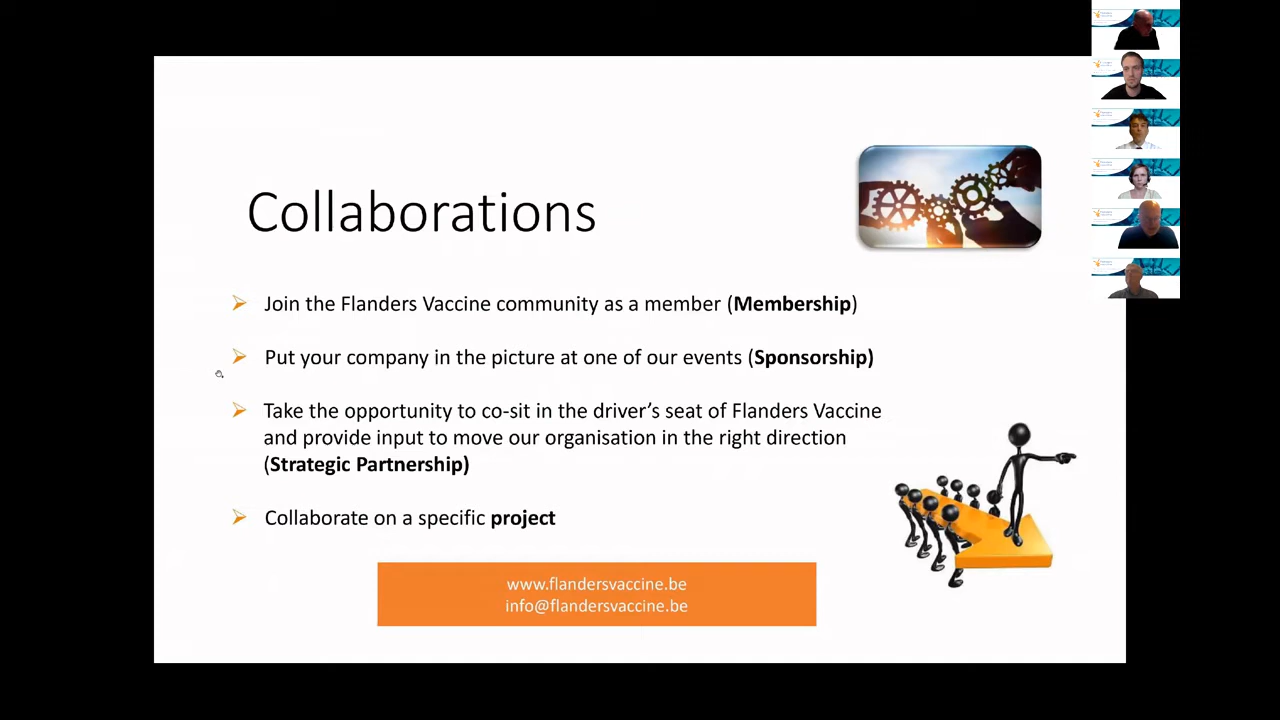 Collaborations
Join the Flanders Vaccine community as a member (Membership)
Put your company in the picture at one of our events (Sponsorship)
Take the opportunity to co-sit in the driver’s seat of Flanders Vaccine
and provide input to move our organisation in the right direction
(Strategic Partnership)
Collaborate on a specific project
www.flandersvaccine.be
info@flandersvaccine.be